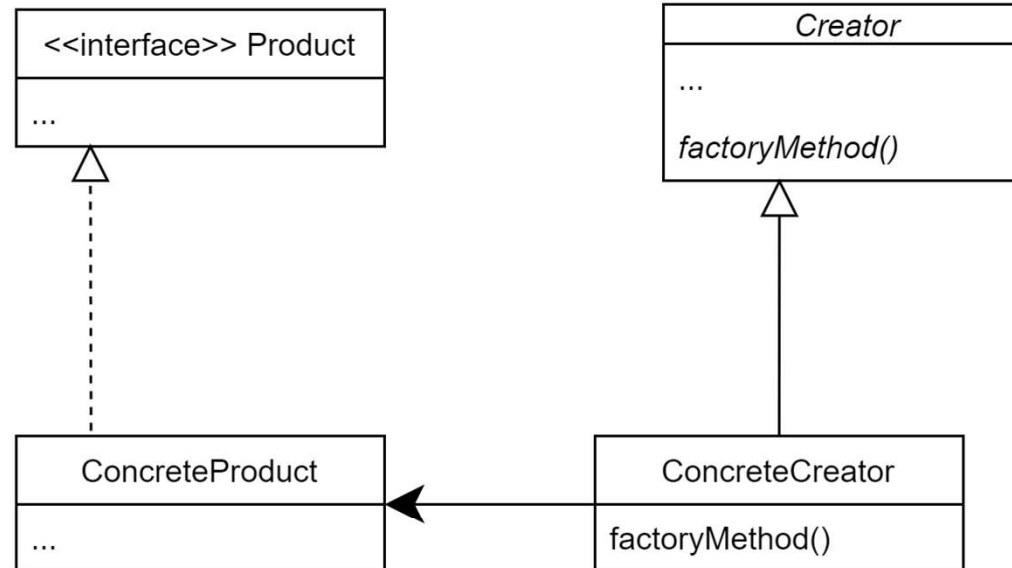 <<interface>> Product
...
Creator
...
factoryMethod()
ConcreteProduct
...
ConcreteCreator
factoryMethod()